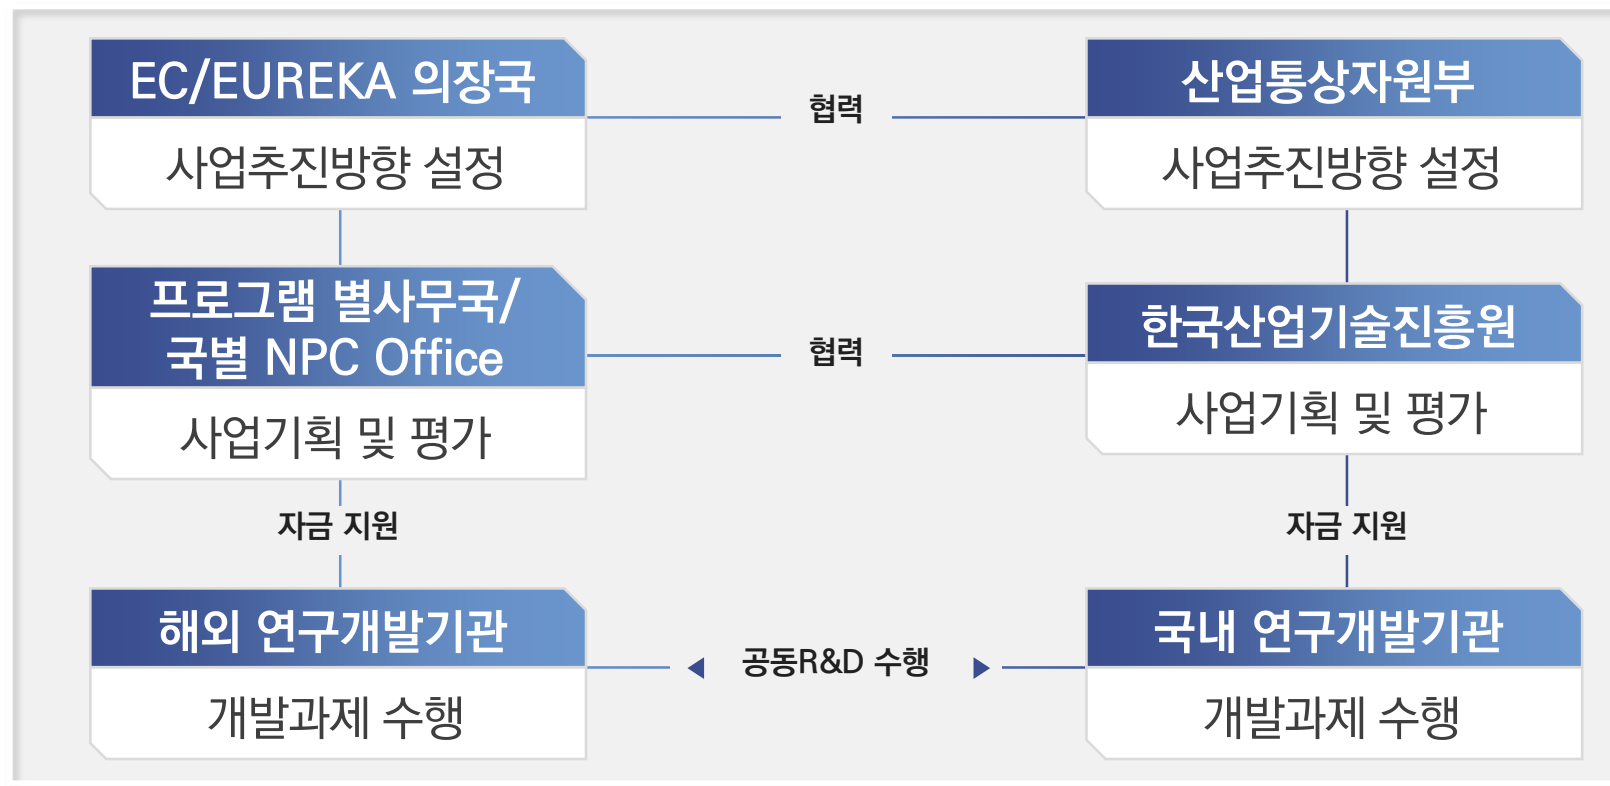 EC/EUREKA 의장국
협력
산업통상자원부
사업추진방향 설정
사업추진방향 설정
프로그램 별사무국/
국별 NPC Office
협력
한국산업기술진흥원
사업기획 및 평가
사업기획 및 평가
자금 지원
자금 지원
해외 연구개발기관
공동R&D 수행
국내 연구개발기관
개발과제 수행
개발과제 수행